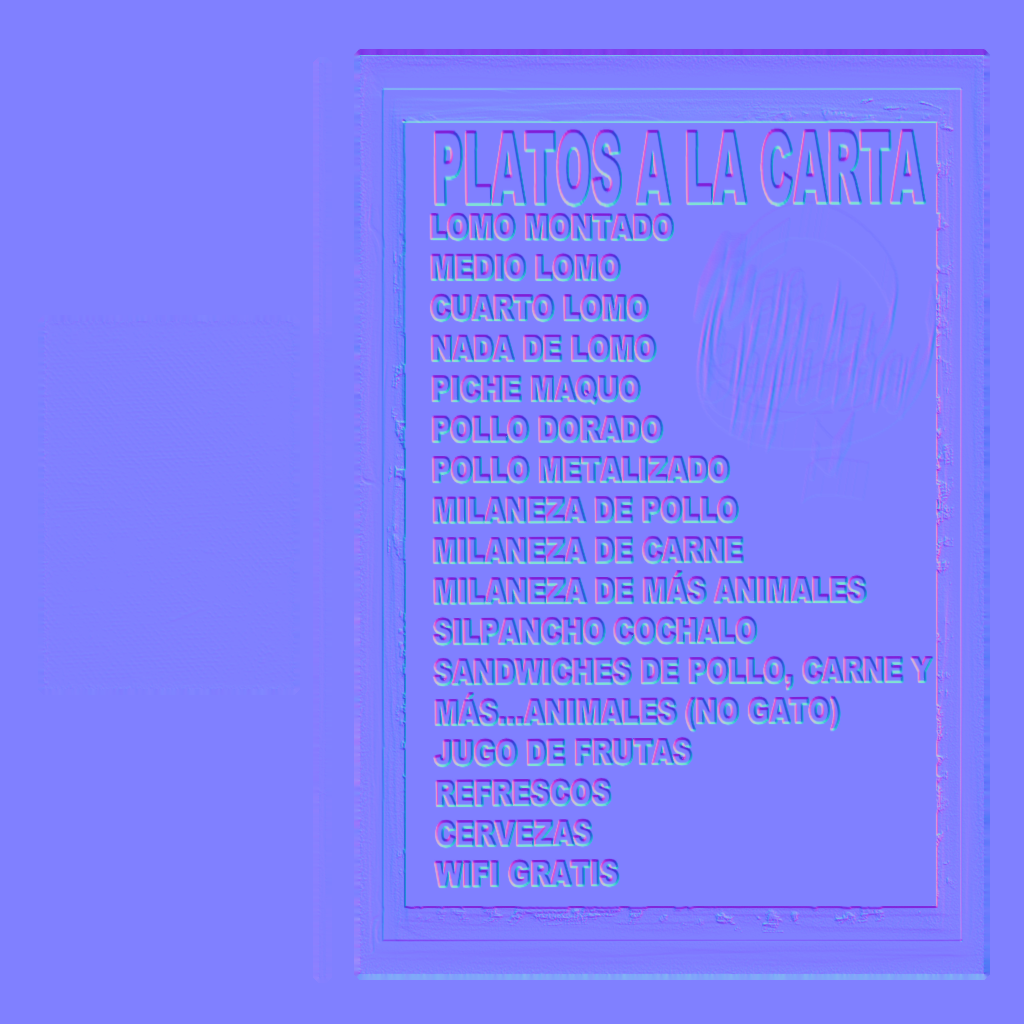 PLATOS A LA CARTA
LOMO MONTADO
MEDIO LOMO
CUARTO LOMO
NADA DE LOMO
PICHE MAQUO
POLLO DORADO
POLLO METALIZADO
MILANEZA DE POLLO
MILANEZA DE CARNE
MILANEZA DE MÁS ANIMALES
SILPANCHO COCHALO
SANDWICHES DE POLLO, CARNE Y
MÁS...ANIMALES (NO GATO)
JUGO DE FRUTAS
REFRESCOS
CERVEZAS
WIFI GRATIS